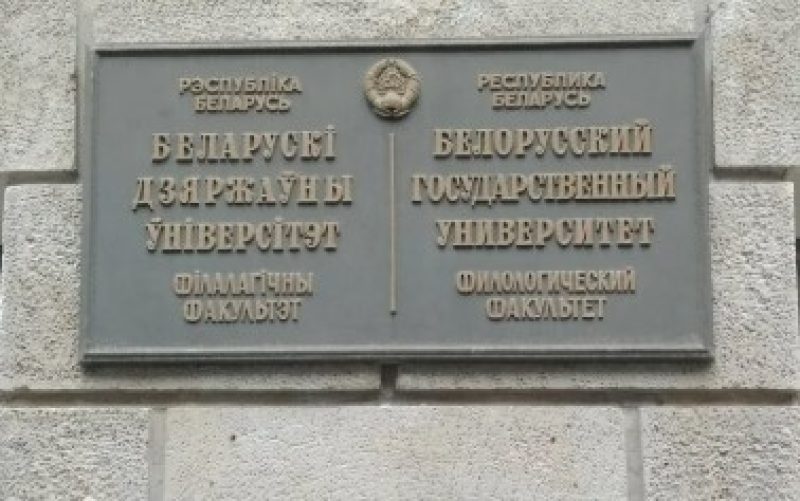 РЭСПУБЛІКА
БЕЛАРУСЬ
БЕЛАРУСКІ
ДЗЯРЖАЎНЫ
ЎНІВЕРСІТЭТ
ФІЛАЛАГІЧНЫ
ФАКУЛЬТЭТ
РЕСПУБЛИКА
БЕЛАРУСЬ
БЕЛОРУССКИЙ
ГОСУДАРСТВЕННЫЙ
УНИВЕРСИТЕТ
ФИЛОЛОГИЧЕСКИЙ
ФАКУЛЬТЕТ